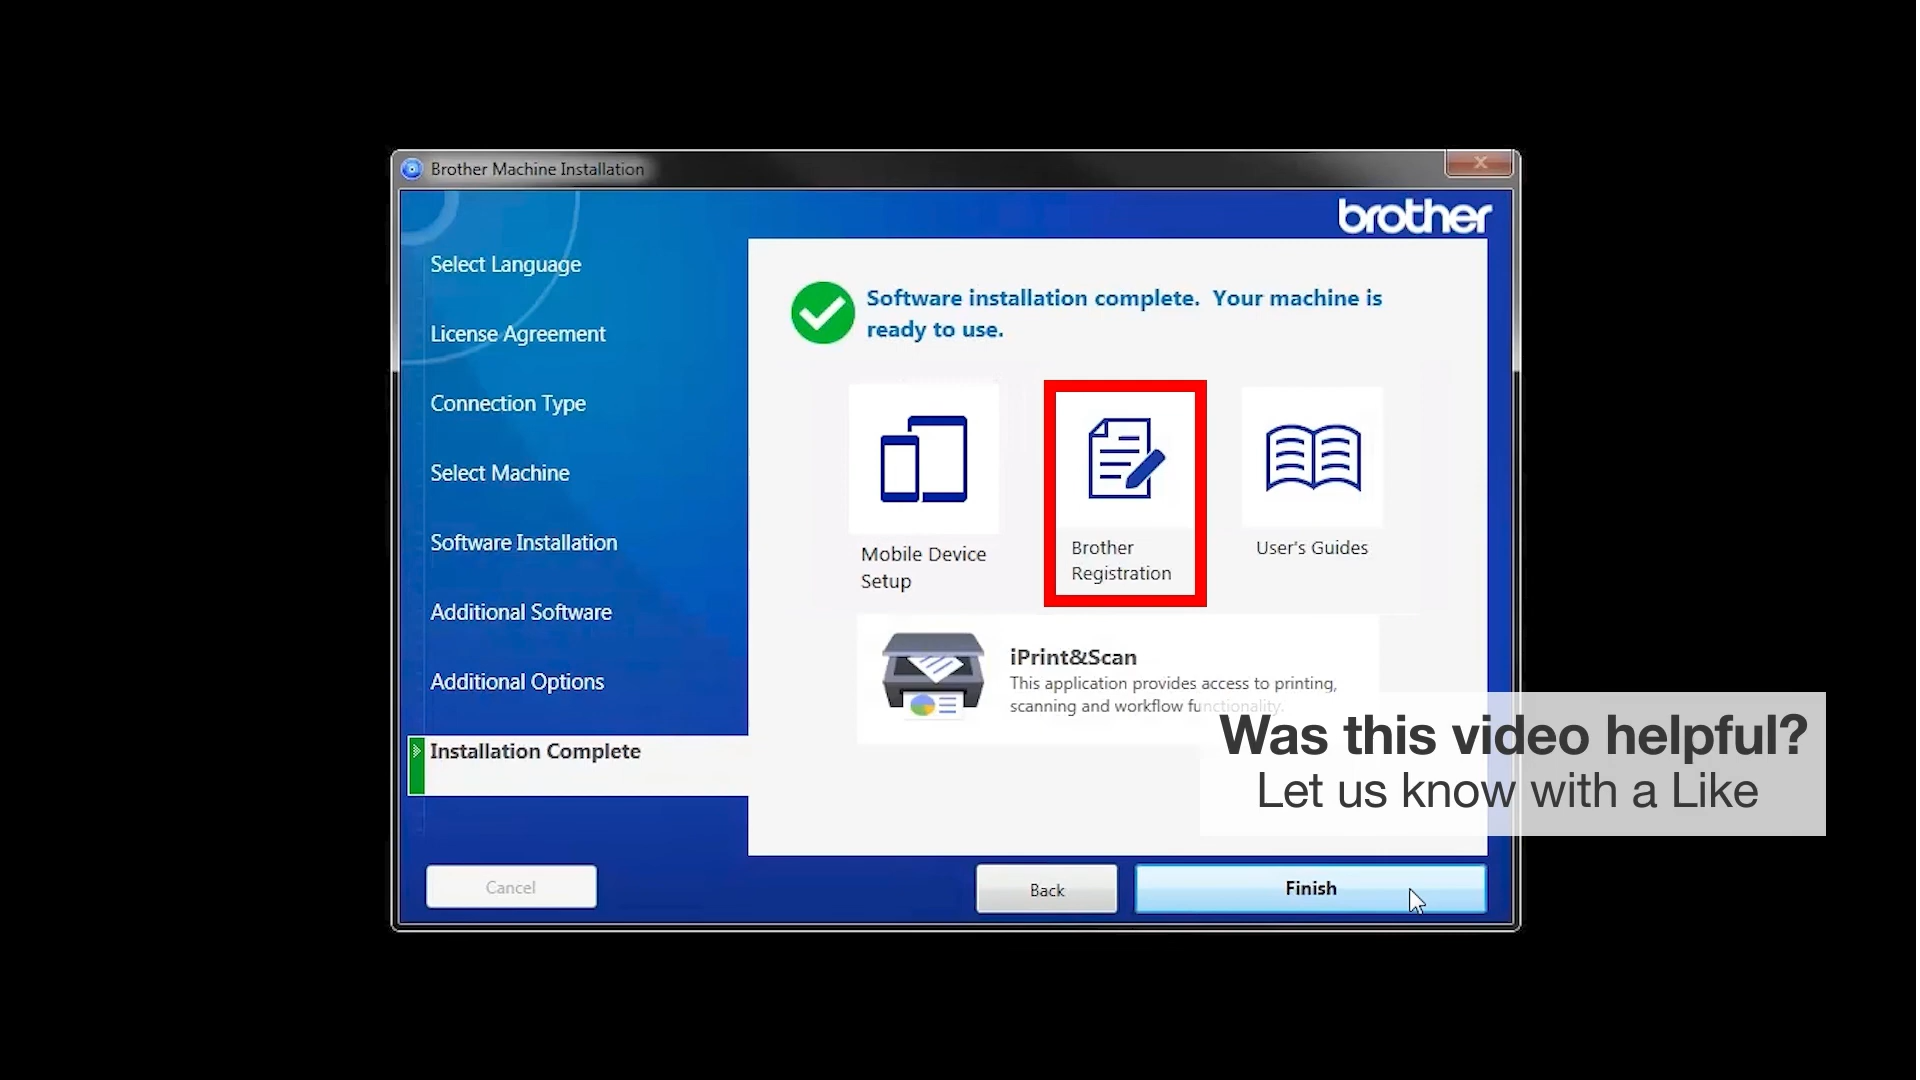 Brother Machine Installation
brother
Select Language
License Agreement
Connection Type
Select Machine
Software Installation
Additional Software
Additional Options
Installation Complete
Software installation complete. Your machine is
ready to use.
Mobile Device
Setup
Brother
Registration
User's Guides
iPrint&Scan
This application provides access to printing,
scanning and workflow functionality.
Was this video helpful?
Let us know with a Like
Cancel
Back
Finish